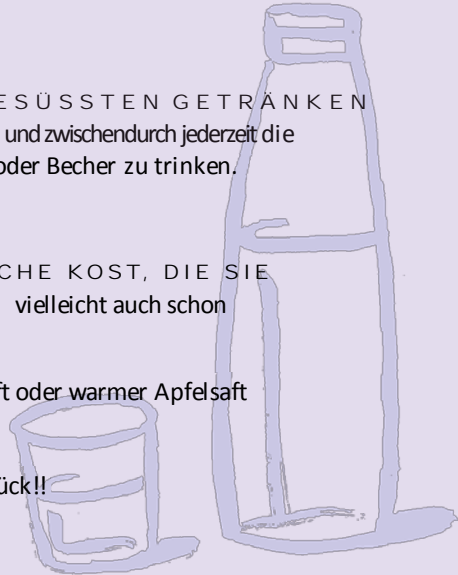 ESÜSSTEN GETRÄNKEN
und zwischendurch jederzeit die
oder Becher zu trinken.
CHE KOST, DIE SIE
vielleicht auch schon
ft oder warmer Apfelsaft
ück!!